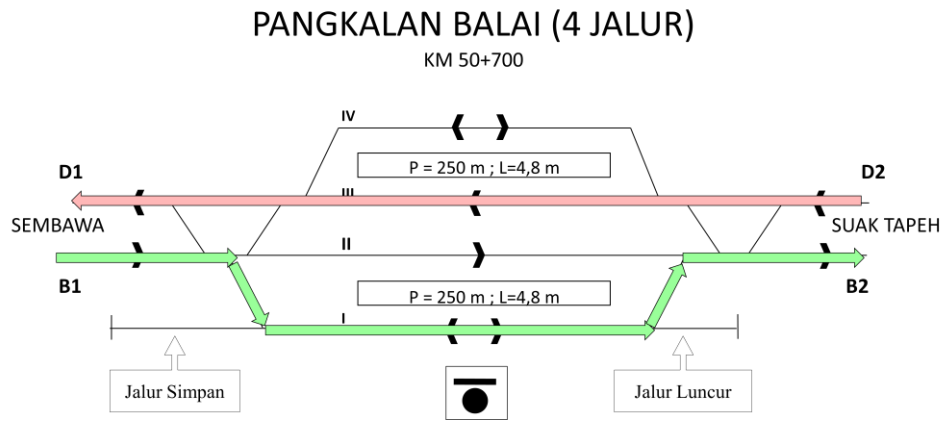 PANGKALAN BALAI (4 JALUR)
KM 50+700
IV
P = 250 m ; L=4,8 m
D1
III
D2
SEMBAWA
SUAK TAPEH
II
B1
B2
P = 250 m ; L=4,8 m
I
Jalur Simpan
Jalur Luncur